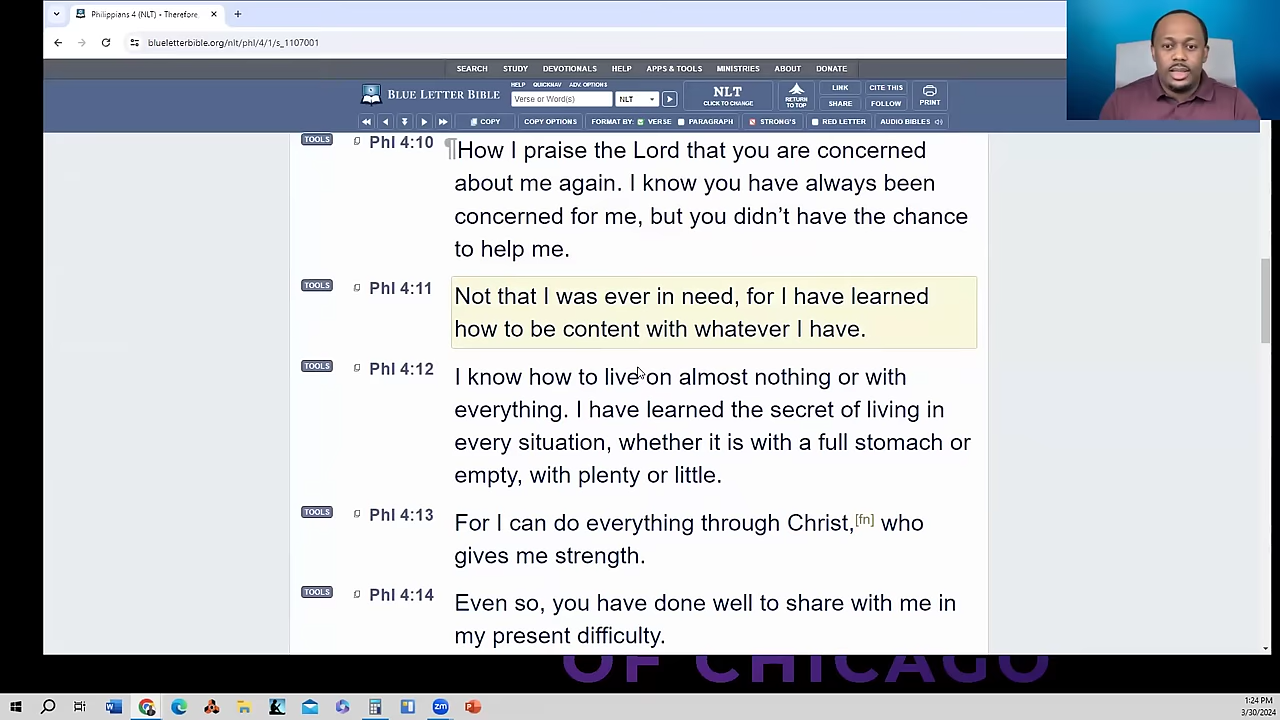 Philippians 4 (NLT) - Therefore
blueletterbible.org/nlt/phl/4/1/s_1107001
SEARCH STUDY DEVOTIONALS HELP APPS & TOOLS MINISTRIES ABOUT DONATE
BLUE LETTER BIBLE
HELP QUICKNAV ADV. OPTIONS
Verse or Word(s) NLT
NLT
CLICK TO CHANGE
RETURN
TO TOP
LINK CITE THIS
SHARE FOLLOW
PRINT
COPY COPY OPTIONS FORMAT BY: VERSE PARAGRAPH STRONG'S RED LETTER AUDIO BIBLES
TOOLS Phl 4:10 ¶How I praise the Lord that you are concerned
about me again. I know you have always been
concerned for me, but you didn’t have the chance
to help me.
TOOLS Phl 4:11 Not that I was ever in need, for I have learned
how to be content with whatever I have.
TOOLS Phl 4:12 I know how to live on almost nothing or with
everything. I have learned the secret of living in
every situation, whether it is with a full stomach or
empty, with plenty or little.
TOOLS Phl 4:13 For I can do everything through Christ,[fn] who
gives me strength.
TOOLS Phl 4:14 Even so, you have done well to share with me in
my present difficulty.
OF CHICAGO
zm
1:24 PM
3/30/2024